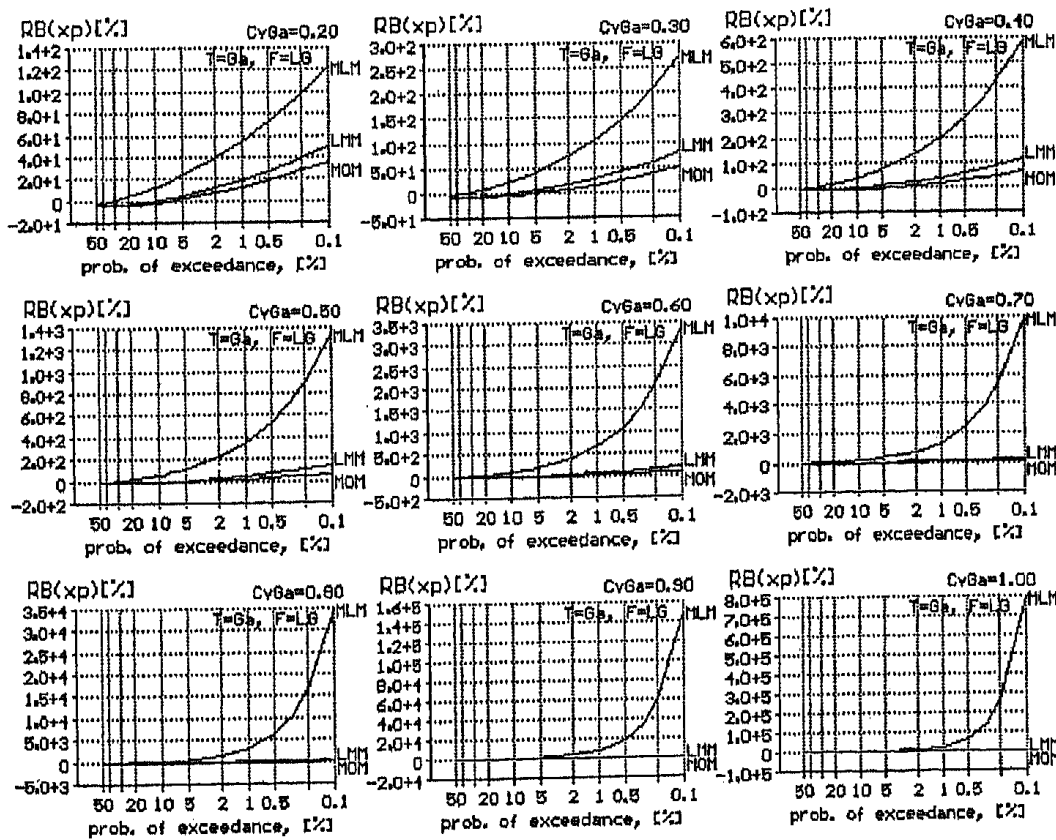 RB(xp)[%] CvGa=0.20
T=Ga, F=LG
1.4+2
1.2+2
1.0+2
8.0+1
6.0+1
4.0+1
2.0+1
0
-2.0+1
MLM
LMM
MOM
50 20 10 5 2 1 0.5 0.1
prob. of exceedance, [%]
RB(xp)[%] CvGa=0.30
T=Ga, F=LG
3.0+2
2.5+2
2.0+2
1.5+2
1.0+2
5.0+1
0
-5.0+1
MLM
LMM
MOM
50 20 10 5 2 1 0.5 0.1
prob. of exceedance, [%]
RB(xp)[%] CvGa=0.40
T=Ga, F=LG
6.0+2
5.0+2
4.0+2
3.0+2
2.0+2
1.0+2
0
-1.0+2
MLM
LMM
MOM
50 20 10 5 2 1 0.5 0.1
prob. of exceedance, [%]
RB(xp)[%] CvGa=0.50
T=Ga, F=LG
1.4+3
1.2+3
1.0+3
8.0+2
6.0+2
4.0+2
2.0+2
0
-2.0+2
MLM
LMM
MOM
50 20 10 5 2 1 0.5 0.1
prob. of exceedance, [%]
RB(xp)[%] CvGa=0.60
T=Ga, F=LG
3.5+3
3.0+3
2.5+3
2.0+3
1.5+3
1.0+3
5.0+2
0
-5.0+2
MLM
LMM
MOM
50 20 10 5 2 1 0.5 0.1
prob. of exceedance, [%]
RB(xp)[%] CvGa=0.70
T=Ga, F=LG
1.0+4
8.0+3
6.0+3
4.0+3
2.0+3
0
-2.0+3
MLM
LMM
MOM
50 20 10 5 2 1 0.5 0.1
prob. of exceedance, [%]
RB(xp)[%] CvGa=0.80
T=Ga, F=LG
3.5+4
3.0+4
2.5+4
2.0+4
1.5+4
1.0+4
5.0+3
0
-5.0+3
MLM
LMM
MOM
50 20 10 5 2 1 0.5 0.1
prob. of exceedance, [%]
RB(xp)[%] CvGa=0.90
T=Ga, F=LG
1.6+5
1.4+5
1.2+5
1.0+5
8.0+4
6.0+4
4.0+4
2.0+4
0
-2.0+4
MLM
LMM
MOM
50 20 10 5 2 1 0.5 0.1
prob. of exceedance, [%]
RB(xp)[%] CvGa=1.00
T=Ga, F=LG
8.0+5
7.0+5
6.0+5
5.0+5
4.0+5
3.0+5
2.0+5
1.0+5
0
-1.0+5
MLM
LMM
MOM
50 20 10 5 2 1 0.5 0.1
prob. of exceedance, [%]